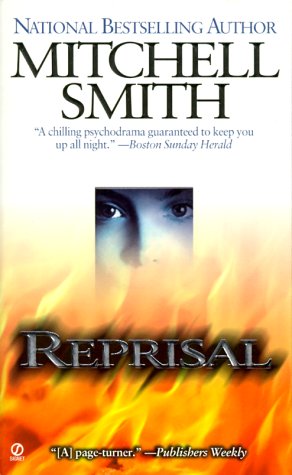 NATIONAL BESTSELLING AUTHOR
MITCHELL
SMITH
“A chilling psychodrama guaranteed to keep you
up all night.” —Boston Sunday Herald
REPRISAL
SIGNET
“[A] page-turner.” —Publishers Weekly